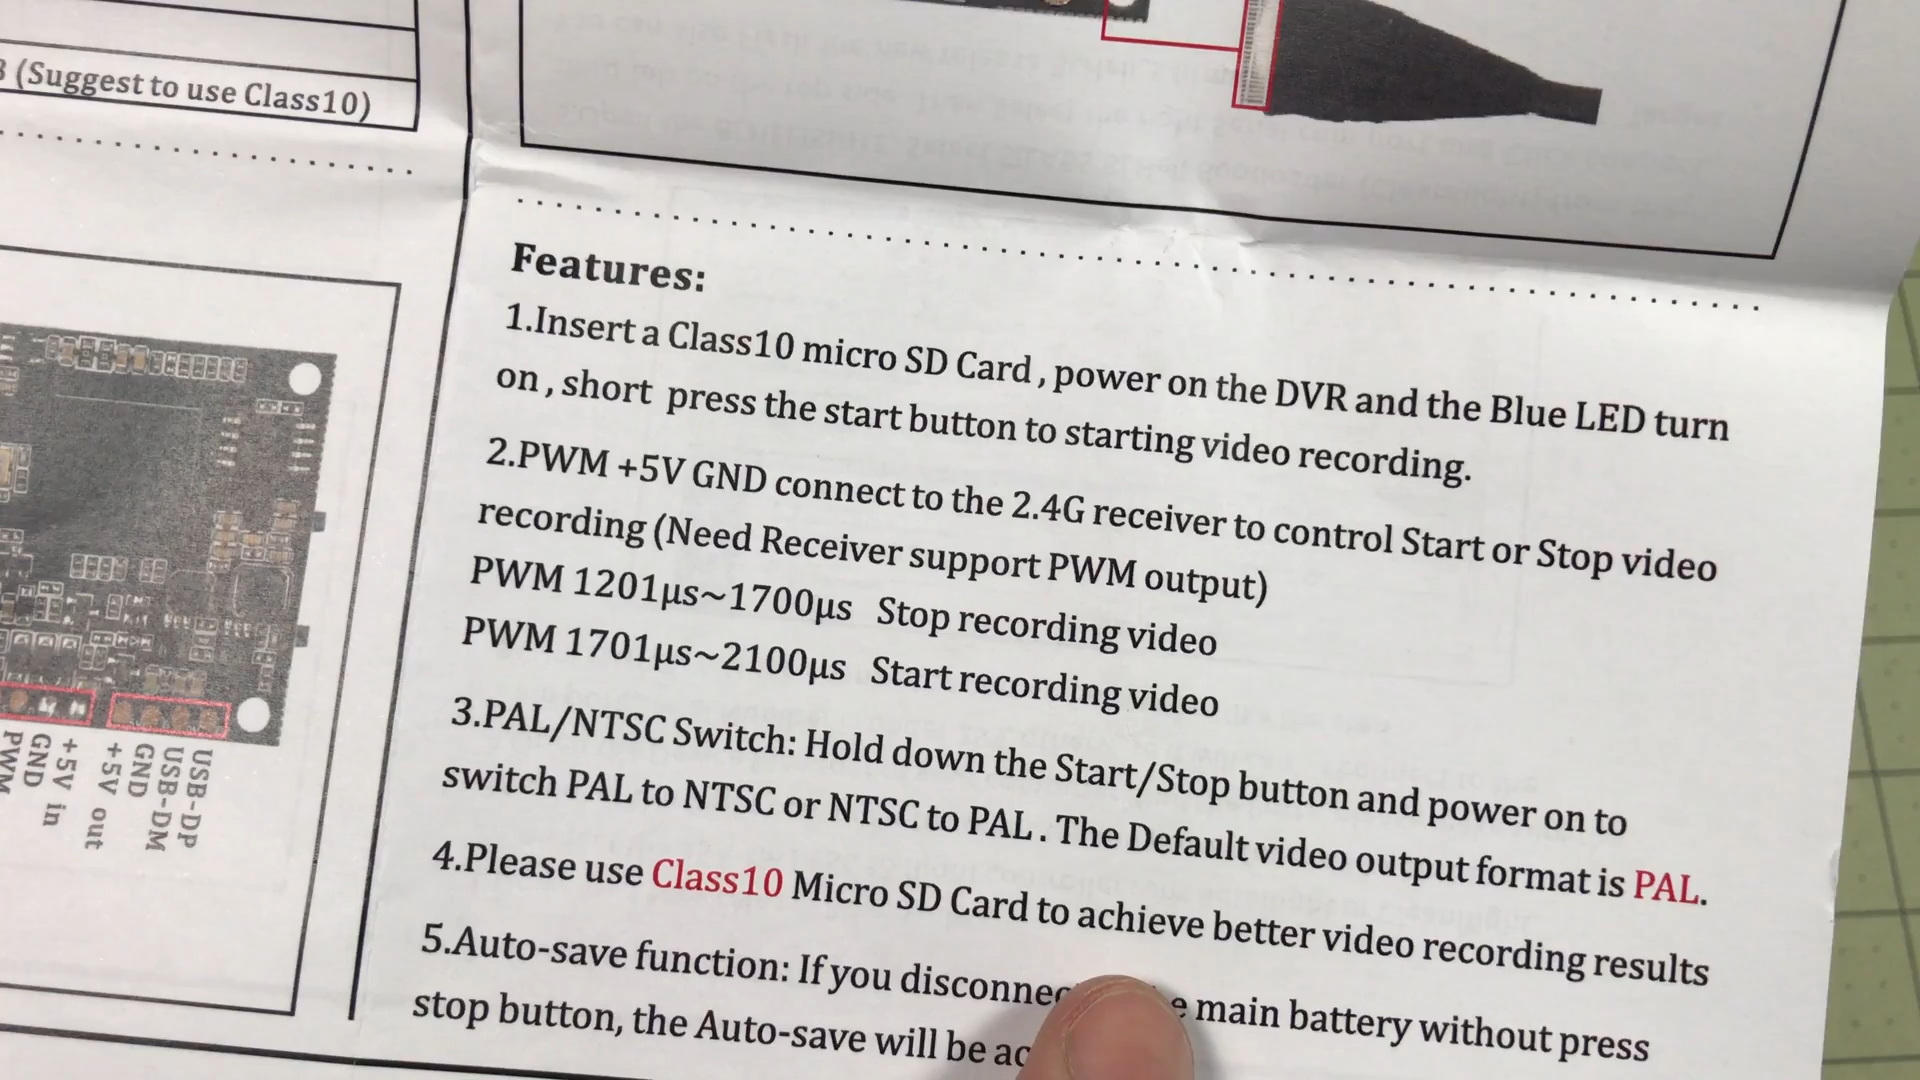 (Suggest to use Class10)
PWM
GND
+5V in
+5V out
GND
USB-DM
USB-DP
Features:
1.Insert a Class10 micro SD Card , power on the DVR and the Blue LED turn
on , short press the start button to starting video recording.
2.PWM +5V GND connect to the 2.4G receiver to control Start or Stop video
recording (Need Receiver support PWM output)
PWM 1201μs~1700μs Stop recording video
PWM 1701μs~2100μs Start recording video
3.PAL/NTSC Switch: Hold down the Start/Stop button and power on to
switch PAL to NTSC or NTSC to PAL . The Default video output format is PAL.
4.Please use Class10 Micro SD Card to achieve better video recording results
5.Auto-save function: If you main battery without press
stop button, the Auto-save will be